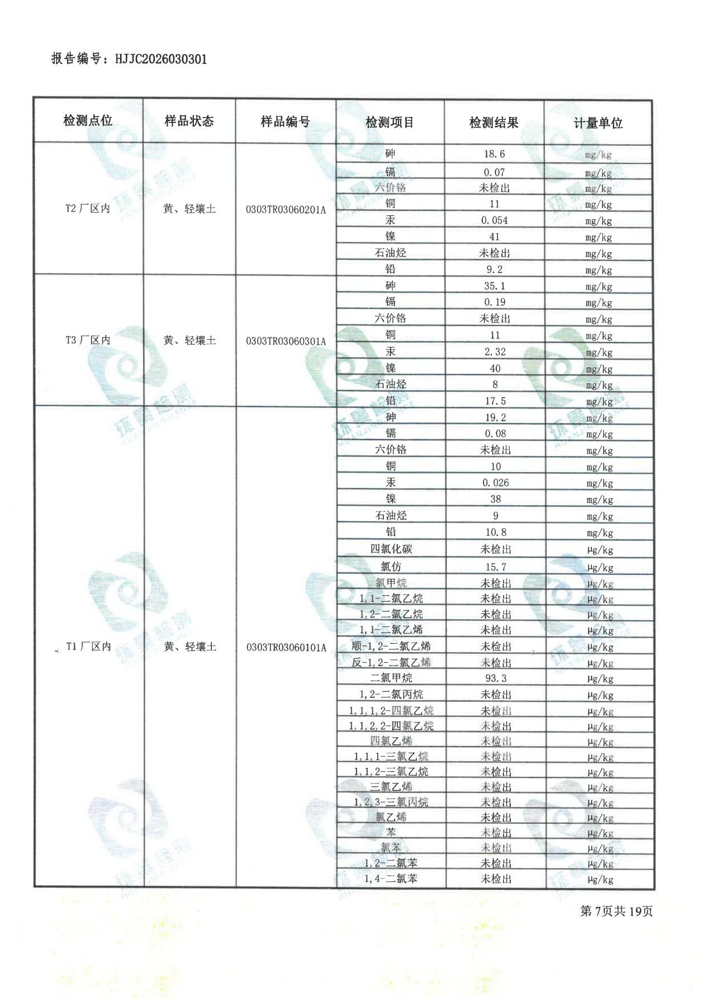 报告编号：HJJC2026030301
检测点位 样品状态 样品编号 检测项目 检测结果 计量单位
砷 18.6 mg/kg
镉 0.07 mg/kg
六价铬 未检出 mg/kg
铜 11 mg/kg
T2厂区内 黄、轻壤土 0303TR03060201A
汞 0.054 mg/kg
镍 41 mg/kg
石油烃 未检出 mg/kg
铅 9.2 mg/kg
砷 35.1 mg/kg
镉 0.19 mg/kg
六价铬 未检出 mg/kg
铜 11 mg/kg
T3厂区内 黄、轻壤土 0303TR03060301A
汞 2.32 mg/kg
镍 40 mg/kg
石油烃 8 mg/kg
铅 17.5 mg/kg
砷 19.2 mg/kg
镉 0.08 mg/kg
六价铬 未检出 mg/kg
铜 10 mg/kg
汞 0.026 mg/kg
镍 38 mg/kg
石油烃 9 mg/kg
铅 10.8 mg/kg
四氯化碳 未检出 μg/kg
氯仿 15.7 μg/kg
氯甲烷 未检出 μg/kg
1,1-二氯乙烷 未检出 μg/kg
1,2-二氯乙烷 未检出 μg/kg
1,1-二氯乙烯 未检出 μg/kg
T1厂区内 黄、轻壤土 0303TR03060101A 顺-1,2-二氯乙烯 未检出 μg/kg
反-1,2-二氯乙烯 未检出 μg/kg
二氯甲烷 93.3 μg/kg
1,2-二氯丙烷 未检出 μg/kg
1,1,1,2-四氯乙烷 未检出 μg/kg
1,1,2,2-四氯乙烷 未检出 μg/kg
四氯乙烯 未检出 μg/kg
1,1,1-三氯乙烷 未检出 μg/kg
1,1,2-三氯乙烷 未检出 μg/kg
三氯乙烯 未检出 μg/kg
1,2,3-三氯丙烷 未检出 μg/kg
氯乙烯 未检出 μg/kg
苯 未检出 μg/kg
氯苯 未检出 μg/kg
1,2-二氯苯 未检出 μg/kg
1,4-二氯苯 未检出 μg/kg
第 7页共 19页